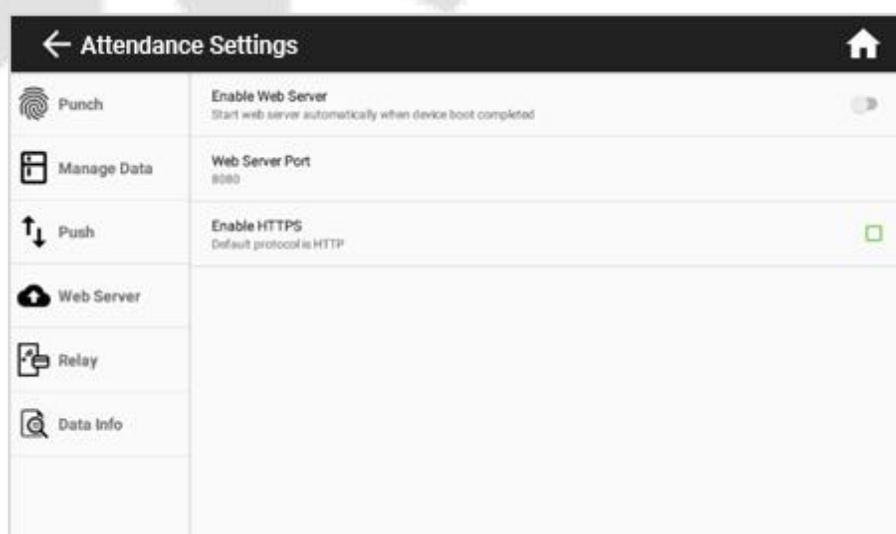 Attendance Settings
Punch
Manage Data
Push
Web Server
Relay
Data Info
Enable Web Server
Start web server automatically when device boot completed
Web Server Port
8080
Enable HTTPS
Default protocol is HTTP